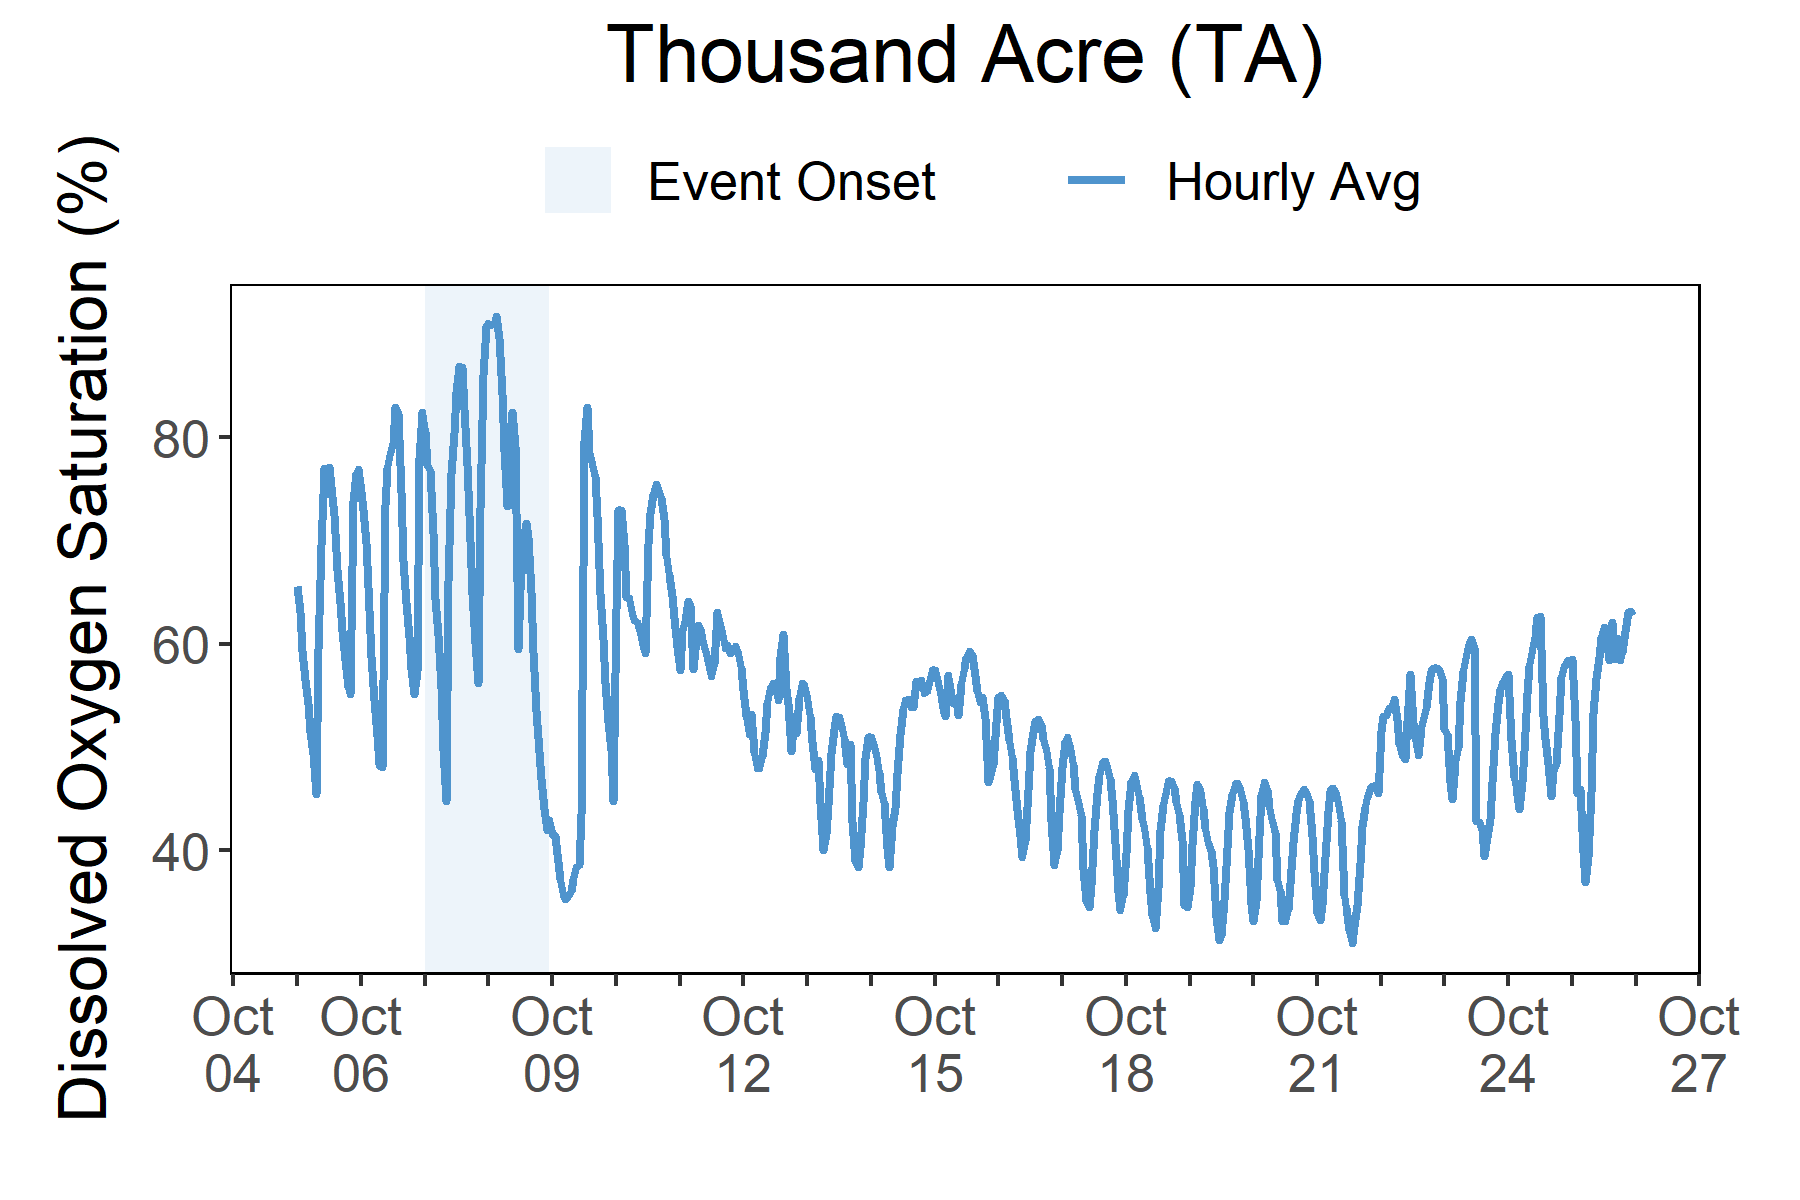 Thousand Acre (TA)
Event Onset
Hourly Avg
Dissolved Oxygen Saturation (%)
80
60
40
Oct
04
Oct
06
Oct
09
Oct
12
Oct
15
Oct
18
Oct
21
Oct
24
Oct
27